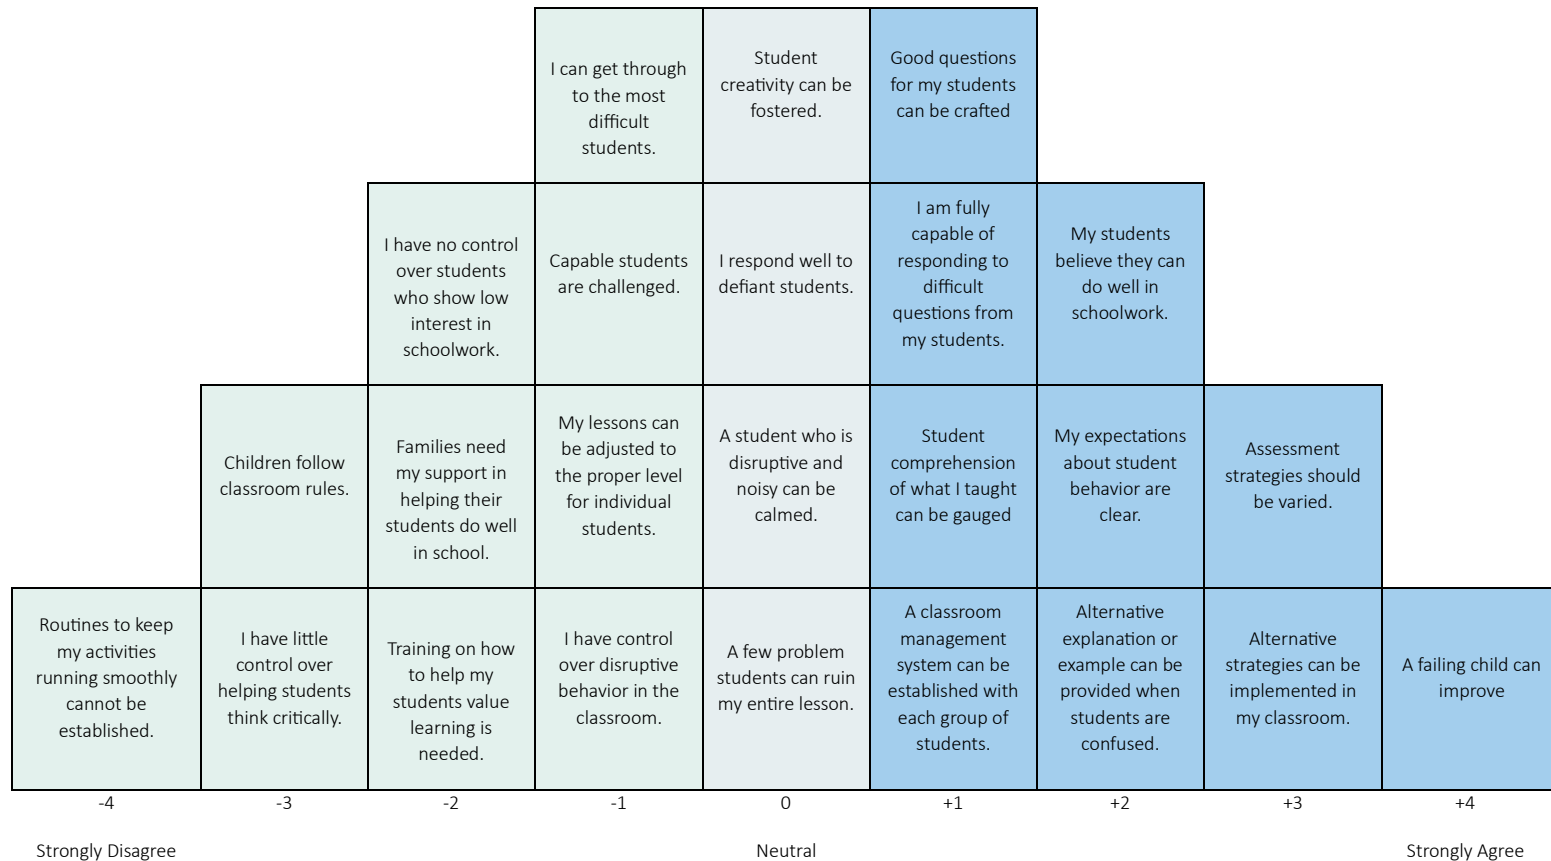 I can get through
to the most
difficult
students.
Student
creativity can be
fostered.
Good questions
for my students
can be crafted
I have no control
over students
who show low
interest in
schoolwork.
Capable students
are challenged.
I respond well to
defiant students.
I am fully
capable of
responding to
difficult
questions from
my students.
My students
believe they can
do well in
schoolwork.
Children follow
classroom rules.
Families need
my support in
helping their
students do well
in school.
My lessons can
be adjusted to
the proper level
for individual
students.
A student who is
disruptive and
noisy can be
calmed.
Student
comprehension
of what I taught
can be gauged
My expectations
about student
behavior are
clear.
Assessment
strategies should
be varied.
Routines to keep
my activities
running smoothly
cannot be
established.
I have little
control over
helping students
think critically.
Training on how
to help my
students value
learning is
needed.
I have control
over disruptive
behavior in the
classroom.
A few problem
students can ruin
my entire lesson.
A classroom
management
system can be
established with
each group of
students.
Alternative
explanation or
example can be
provided when
students are
confused.
Alternative
strategies can be
implemented in
my classroom.
A failing child can
improve
-4
-3
-2
-1
0
+1
+2
+3
+4
Strongly Disagree
Neutral
Strongly Agree